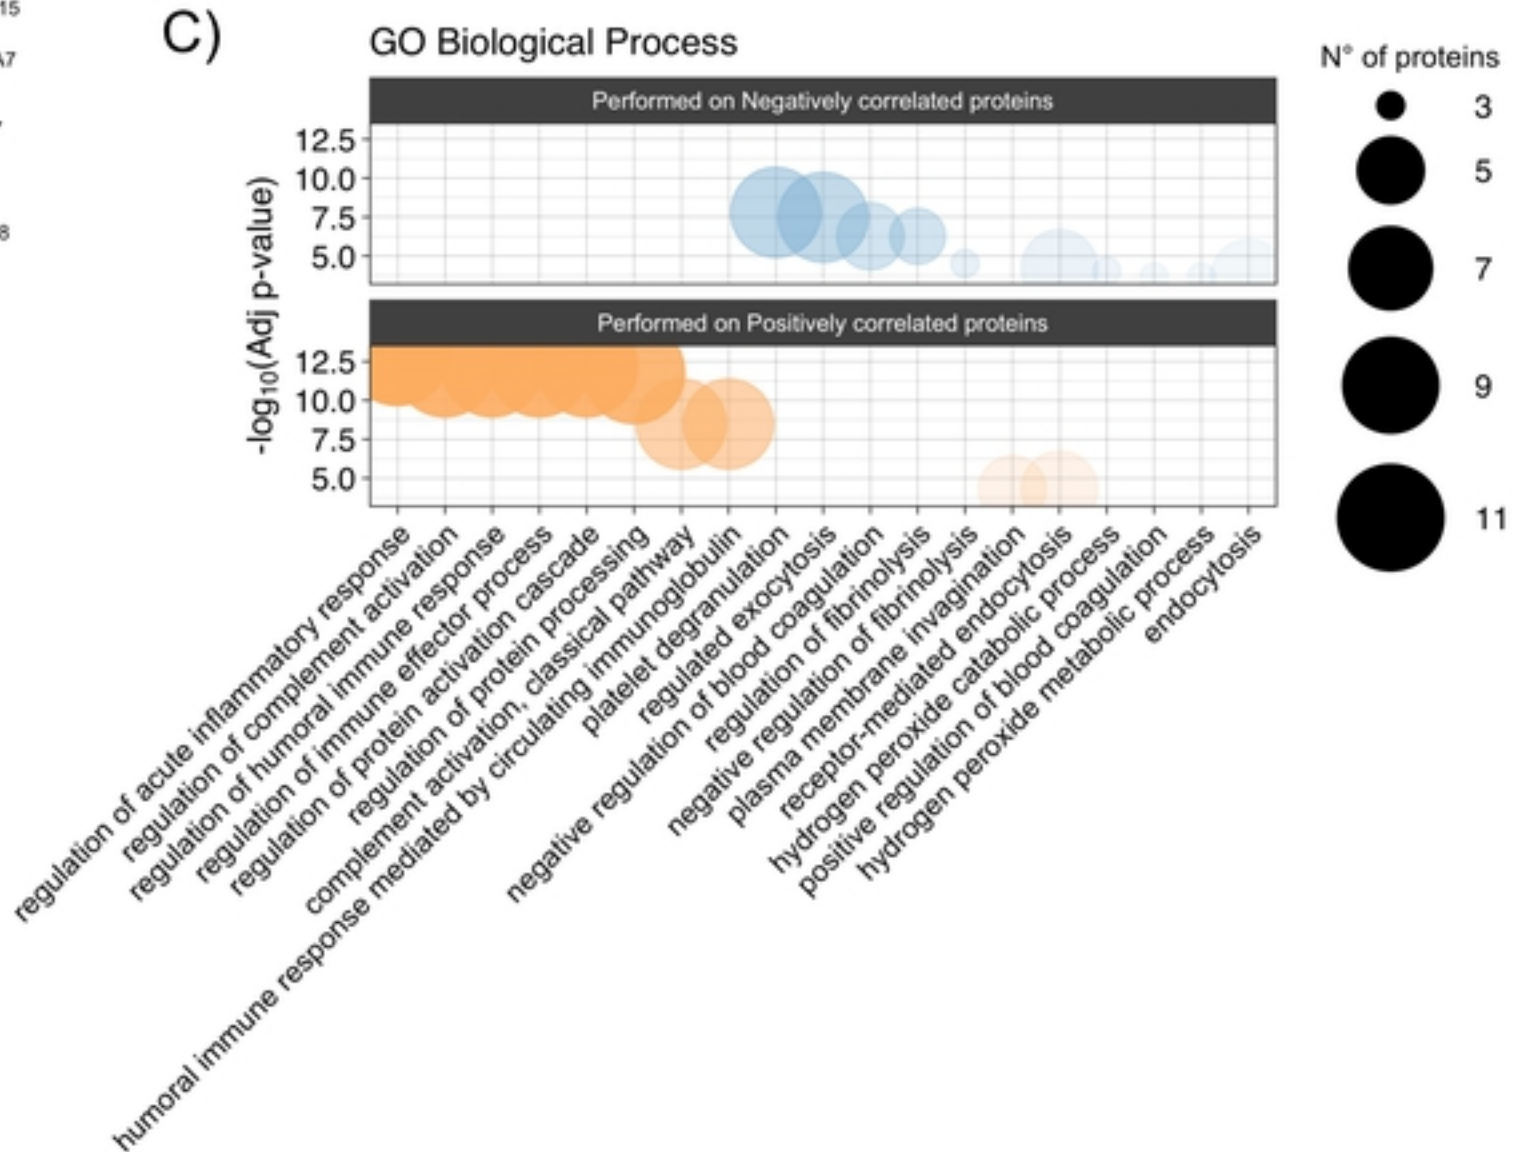 15
A7
8
C)
GO Biological Process
Performed on Negatively correlated proteins
12.5
10.0
7.5
5.0
Performed on Positively correlated proteins
12.5
10.0
7.5
5.0
-log10(Adj p-value)
regulation of acute inflammatory response
regulation of complement activation
regulation of humoral immune response
regulation of immune effector process
regulation of protein activation cascade
regulation of protein processing
complement activation, classical pathway
humoral immune response mediated by circulating immunoglobulin
platelet degranulation
regulated exocytosis
negative regulation of blood coagulation
regulation of fibrinolysis
negative regulation of fibrinolysis
plasma membrane invagination
receptor-mediated endocytosis
hydrogen peroxide catabolic process
positive regulation of blood coagulation
hydrogen peroxide metabolic process
endocytosis
N° of proteins
3
5
7
9
11